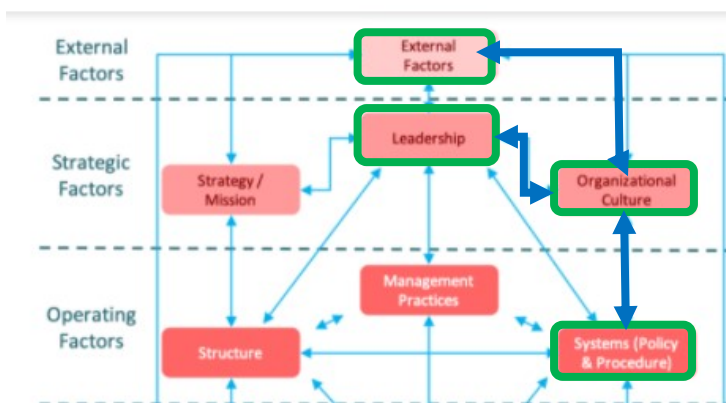 External
Factors
External
Factors
Strategic
Factors
Leadership
Strategy /
Mission
Organizational
Culture
Operating
Factors
Management
Practices
Structure
Systems (Policy
& Procedure)